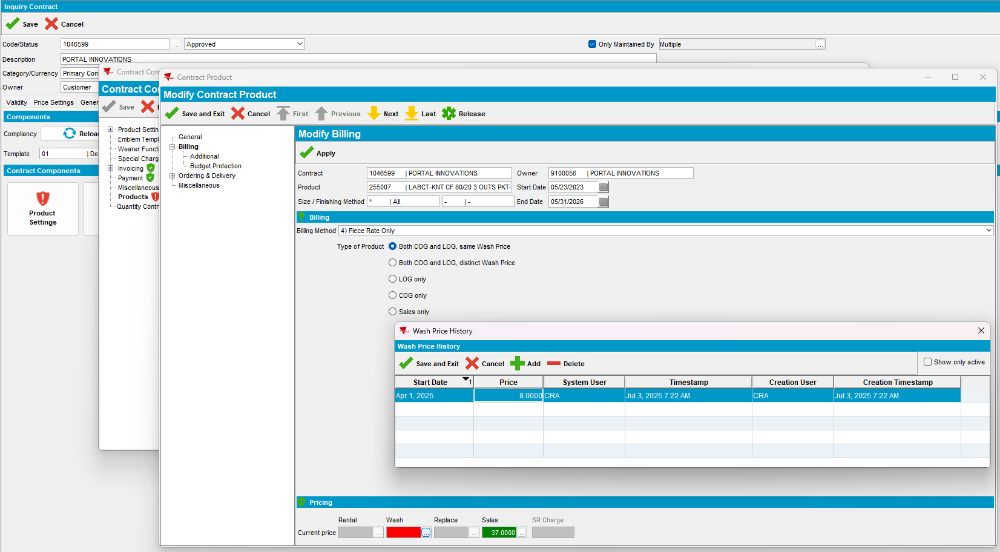 Inquiry Contract
Save Cancel
Code/Status 1046599 ... Approved Only Maintained By Multiple ...
Description PORTAL INNOVATIONS
Category/Currency Primary Con
Owner Customer
Validity Price Settings Gener
Components
Compliancy Reloa
Template 01 | De
Contract Components
Product
Settings
Contract Con
Contract Co
Save
Product Settin
Emblem Templ
Wearer Functi
Special Charg
Invoicing
Payment
Miscellaneous
Products
Quantity Contr
Contract Product
Modify Contract Product
Save and Exit Cancel First Previous Next Last Release
General
Billing
Additional
Budget Protection
Ordering & Delivery
Miscellaneous
Modify Billing
Apply
Contract 1046599 | PORTAL INNOVATIONS Owner 9100056 | PORTAL INNOVATIONS
Product 255007 | LABCT-KNT CF 80/20 3 OUTS PKT- Start Date 05/23/2023 16
Size / Finishing Method * | All - | - End Date 05/31/2026 16
Billing
Billing Method 4) Piece Rate Only
Type of Product Both COG and LOG, same Wash Price
Both COG and LOG, distinct Wash Price
LOG only
COG only
Sales only
Wash Price History
Wash Price History
Save and Exit Cancel Add Delete Show only active
Start Date 1 Price System User Timestamp Creation User Creation Timestamp
Apr 1, 2025 8.0000 CRA Jul 3, 2025 7:22 AM CRA Jul 3, 2025 7:22 AM
Pricing
Rental Wash Replace Sales SR Charge
Current price ... ... ... 37.0000 ...